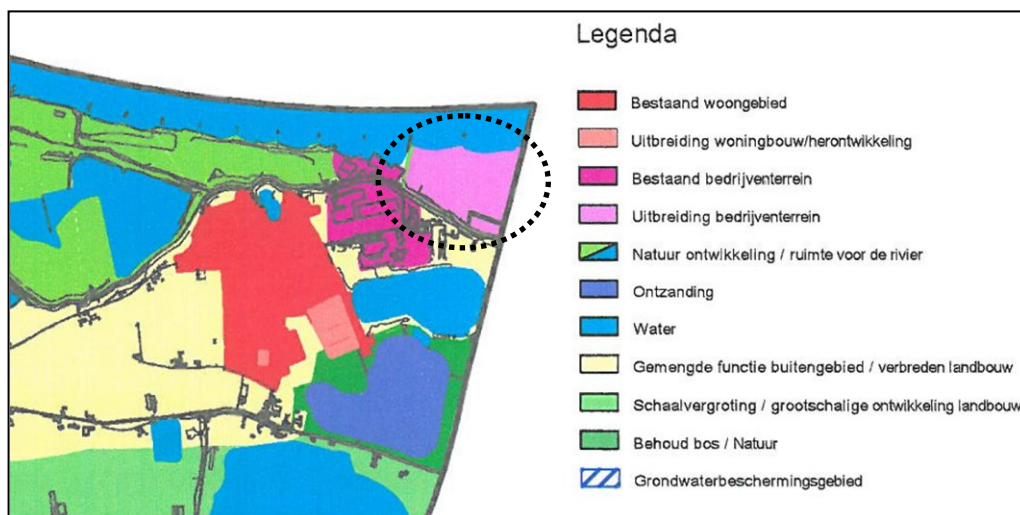 Legenda
Bestaand woongebied
Uitbreiding woningbouw/herontwikkeling
Bestaand bedrijventerrein
Uitbreiding bedrijventerrein
Natuur ontwikkeling / ruimte voor de rivier
Ontzanding
Water
Gemengde functie buitengebied / verbreden landbouw
Schaalvergroting / grootschalige ontwikkeling landbouw
Behoud bos / Natuur
Grondwaterbeschermingsgebied